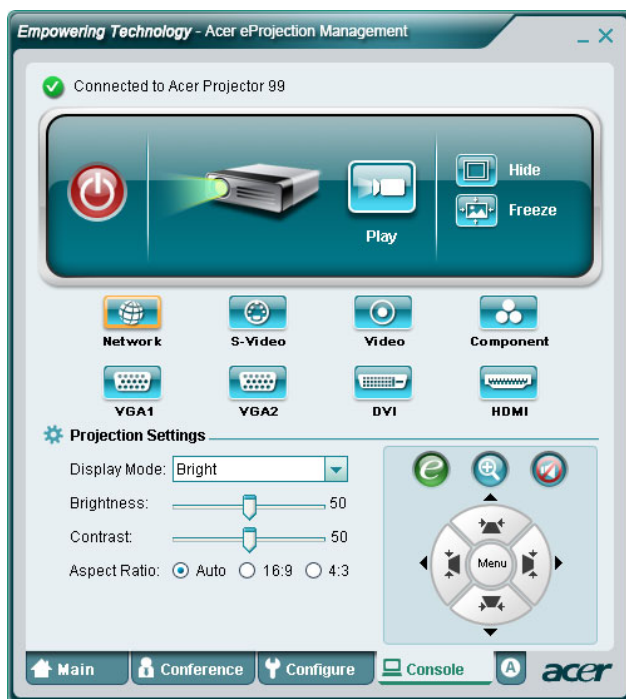 Empowering Technology - Acer eProjection Management
Connected to Acer Projector 99
Hide
Freeze
Play
Network S-Video Video Component
VGA1 VGA2 DVI HDMI
Projection Settings
Display Mode: Bright
Brightness: 50
Contrast: 50
Aspect Ratio: Auto 16:9 4:3
e
Menu
Main Conference Configure Console A acer